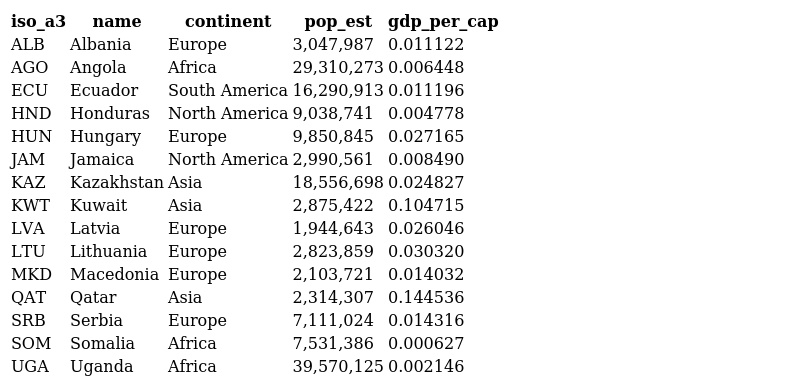 iso_a3 name continent pop_est gdp_per_cap
ALB Albania Europe 3,047,987 0.011122
AGO Angola Africa 29,310,273 0.006448
ECU Ecuador South America 16,290,913 0.011196
HND Honduras North America 9,038,741 0.004778
HUN Hungary Europe 9,850,845 0.027165
JAM Jamaica North America 2,990,561 0.008490
KAZ Kazakhstan Asia 18,556,698 0.024827
KWT Kuwait Asia 2,875,422 0.104715
LVA Latvia Europe 1,944,643 0.026046
LTU Lithuania Europe 2,823,859 0.030320
MKD Macedonia Europe 2,103,721 0.014032
QAT Qatar Asia 2,314,307 0.144536
SRB Serbia Europe 7,111,024 0.014316
SOM Somalia Africa 7,531,386 0.000627
UGA Uganda Africa 39,570,125 0.002146